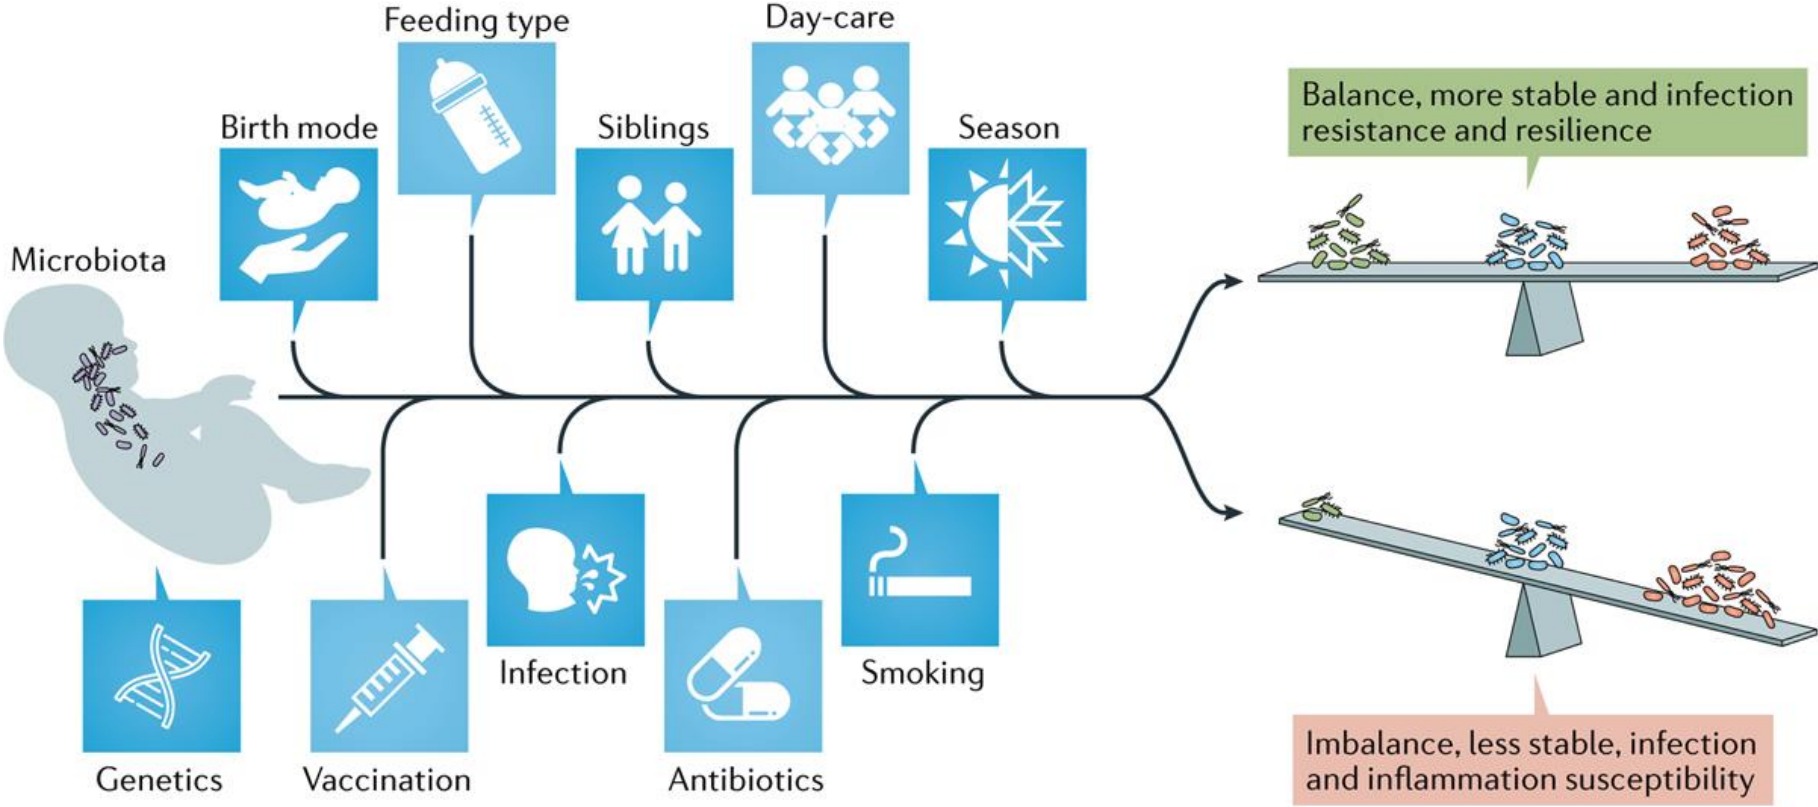 Feeding type
Day-care
Birth mode
Siblings
Season
Balance, more stable and infection
resistance and resilience
Microbiota
Infection
Smoking
Genetics
Vaccination
Antibiotics
Imbalance, less stable, infection
and inflammation susceptibility